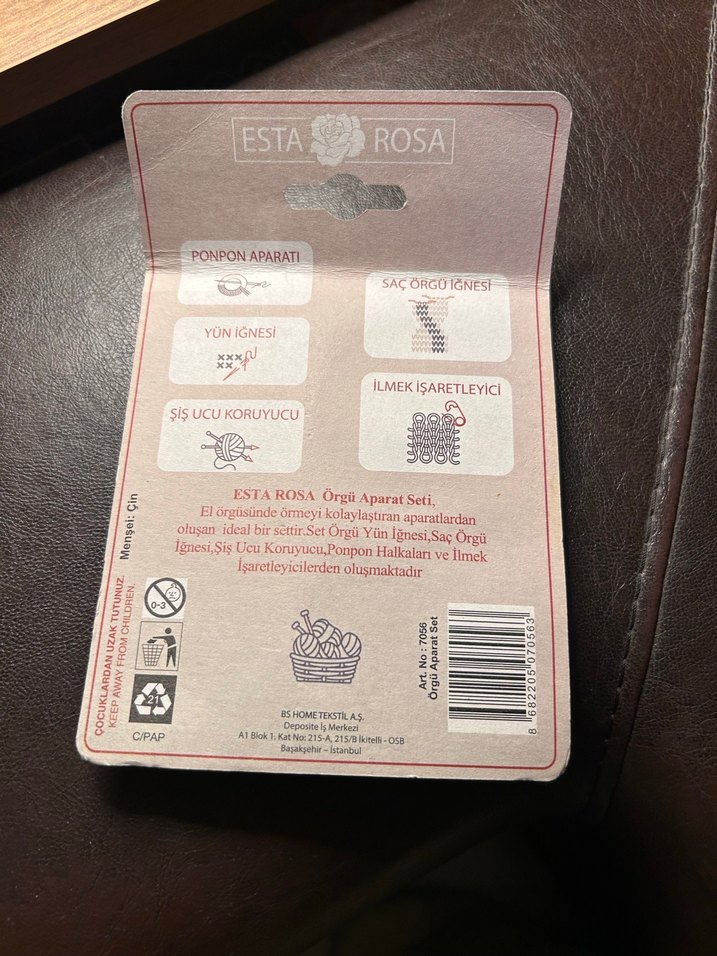 ESTA ROSA
PONPON APARATI
SAÇ ÖRGÜ İĞNESİ
YÜN İĞNESİ
İLMEK İŞARETLEYİCİ
ŞİŞ UCU KORUYUCU
ESTA ROSA Örgü Aparat Seti,
El örgüsünde örmeyi kolaylaştıran aparatlardan
oluşan ideal bir settir.Set Örgü Yün İğnesi,Saç Örgü
İğnesi,Şiş Ucu Koruyucu,Ponpon Halkaları ve İlmek
İşaretleyicilerden oluşmaktadır
Menşei: Çin
ÇOCUKLARDAN UZAK TUTUNUZ.
KEEP AWAY FROM CHILDREN.
0-3
21
C/PAP
BS HOME TEKSTİL A.Ş.
Deposite İş Merkezi
A1 Blok 1. Kat No: 215-A, 215/B İkitelli - OSB
Başakşehir – İstanbul
Art. No : 7056
Örgü Aparat Set
8 682205 070563